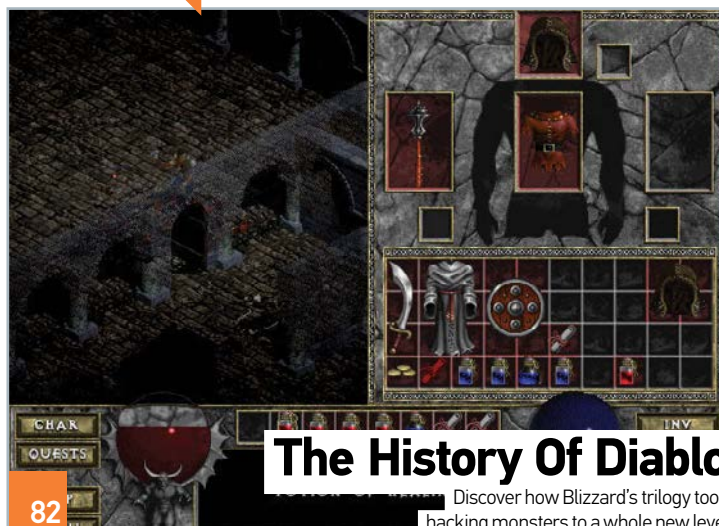 CHAR
QUESTS
INV
82
The History Of Diablo
Discover how Blizzard's trilogy too
hacking monsters to a whole new leve